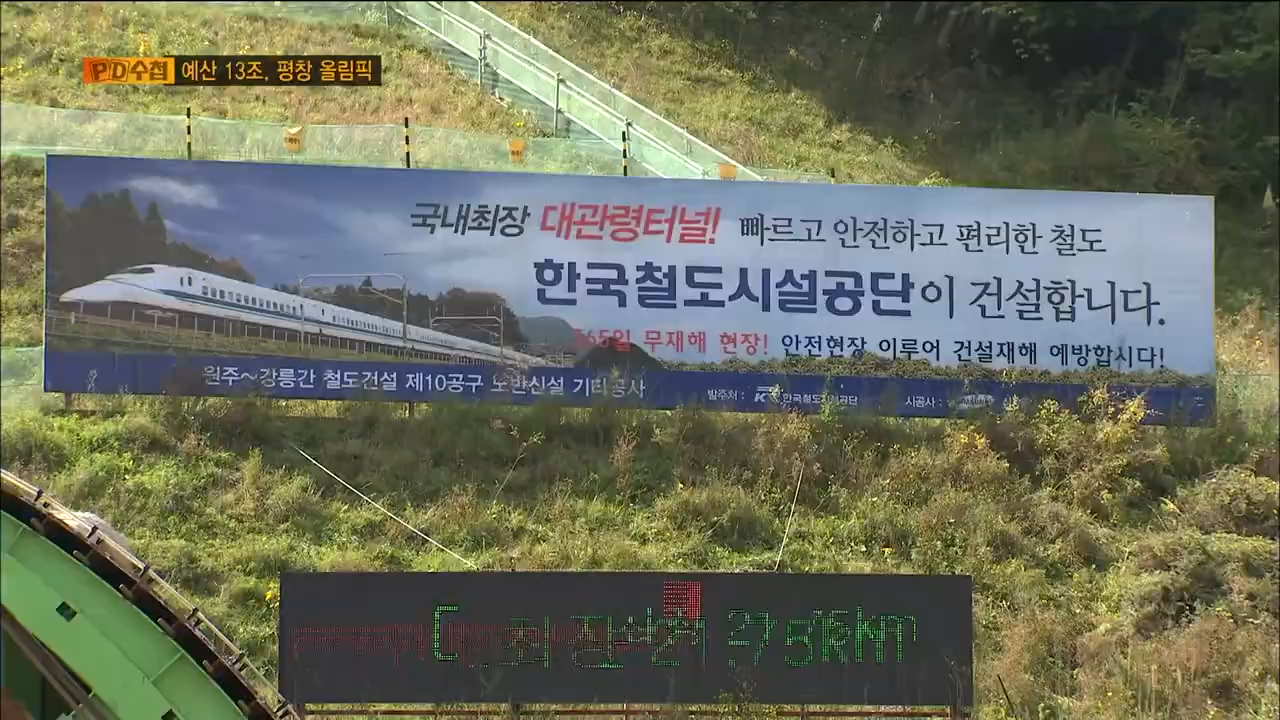 PD수첩 예산 13조, 평창 올림픽
국내최장 대관령터널! 빠르고 안전하고 편리한 철도
한국철도시설공단이 건설합니다.
565일 무재해 현장! 안전현장 이루어 건설재해 예방합시다!
원주~강릉간 철도건설 제10공구 노반신설 기타공사
발주처 : 한국철도시설공단 시공사 :